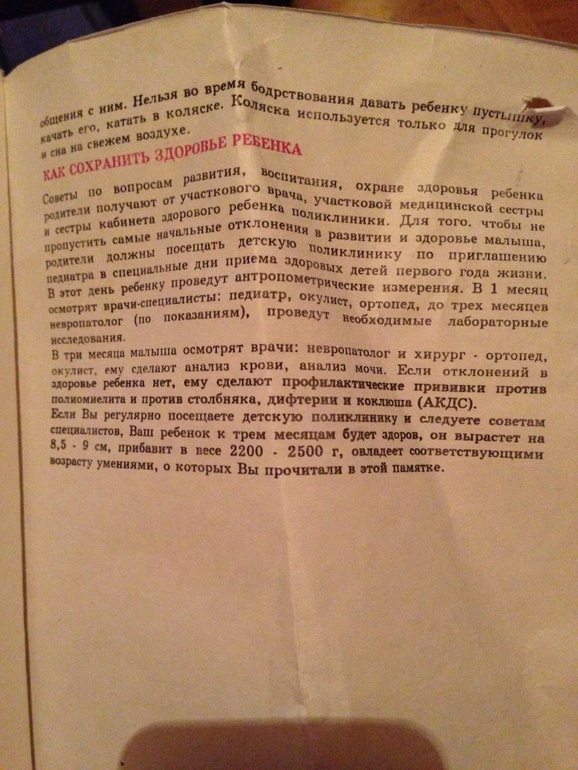 общения с ним. Нельзя во время бодрствования давать ребенку пустышку,
качать его, катать в коляске. Коляска используется только для прогулок
и сна на свежем воздухе.
КАК СОХРАНИТЬ ЗДОРОВЬЕ РЕБЕНКА
Советы по вопросам развития, воспитания, охране здоровья ребенка
родители получают от участкового врача, участковой медицинской сестры
и сестры кабинета здорового ребенка поликлиники. Для того. чтобы не
пропустить самые начальные отклонения в развитии и здоровье малыша,
родители должны посещать детскую поликлинику по приглашению
педиатра в специальные дни приема здоровых детей первого года жизни.
В этот день ребенку проведут антропометрические измерения. В 1 месяц
осмотрят врачи-специалисты: педиатр, окулист, ортопед, до трех месяцев
невропатолог (по показаниям), проведут необходимые лабораторные
исследования.
В три месяца малыша осмотрят врачи: невропатолог и хирург - ортопед,
окулист, ему сделают анализ крови, анализ мочи. Если отклонений в
здоровье ребенка нет, ему сделают профилактические прививки против
полиомиелита и против столбняка, дифтерии и коклюша (АКДС).
Если Вы регулярно посещаете детскую поликлинику и следуете советам
специалистов, Ваш ребенок к трем месяцам будет здоров, он вырастет на
8,5 - 9 см, прибавит в весе 2200 - 2500 г, овладеет соответствующими
возрасту умениями, о которых Вы прочитали в этой памятке.